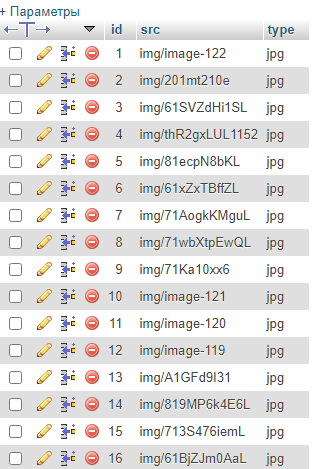 + Параметры
id src type
1 img/image-122 jpg
2 img/201mt210e jpg
3 img/61SVZdHi1SL jpg
4 img/thR2gxLUL1152 jpg
5 img/81ecpN8bKL jpg
6 img/61xZxTBffZL jpg
7 img/71AogkKMguL jpg
8 img/71wbXtpEwQL jpg
9 img/71Ka10xx6 jpg
10 img/image-121 jpg
11 img/image-120 jpg
12 img/image-119 jpg
13 img/A1GFd9I31 jpg
14 img/819MP6k4E6L jpg
15 img/713S476iemL jpg
16 img/61BjZJm0AaL jpg